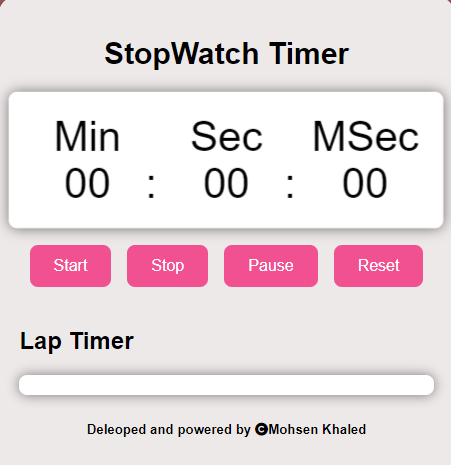 StopWatch Timer
Min Sec MSec
00 : 00 : 00
Start Stop Pause Reset
Lap Timer
Deleoped and powered by 🅒Mohsen Khaled